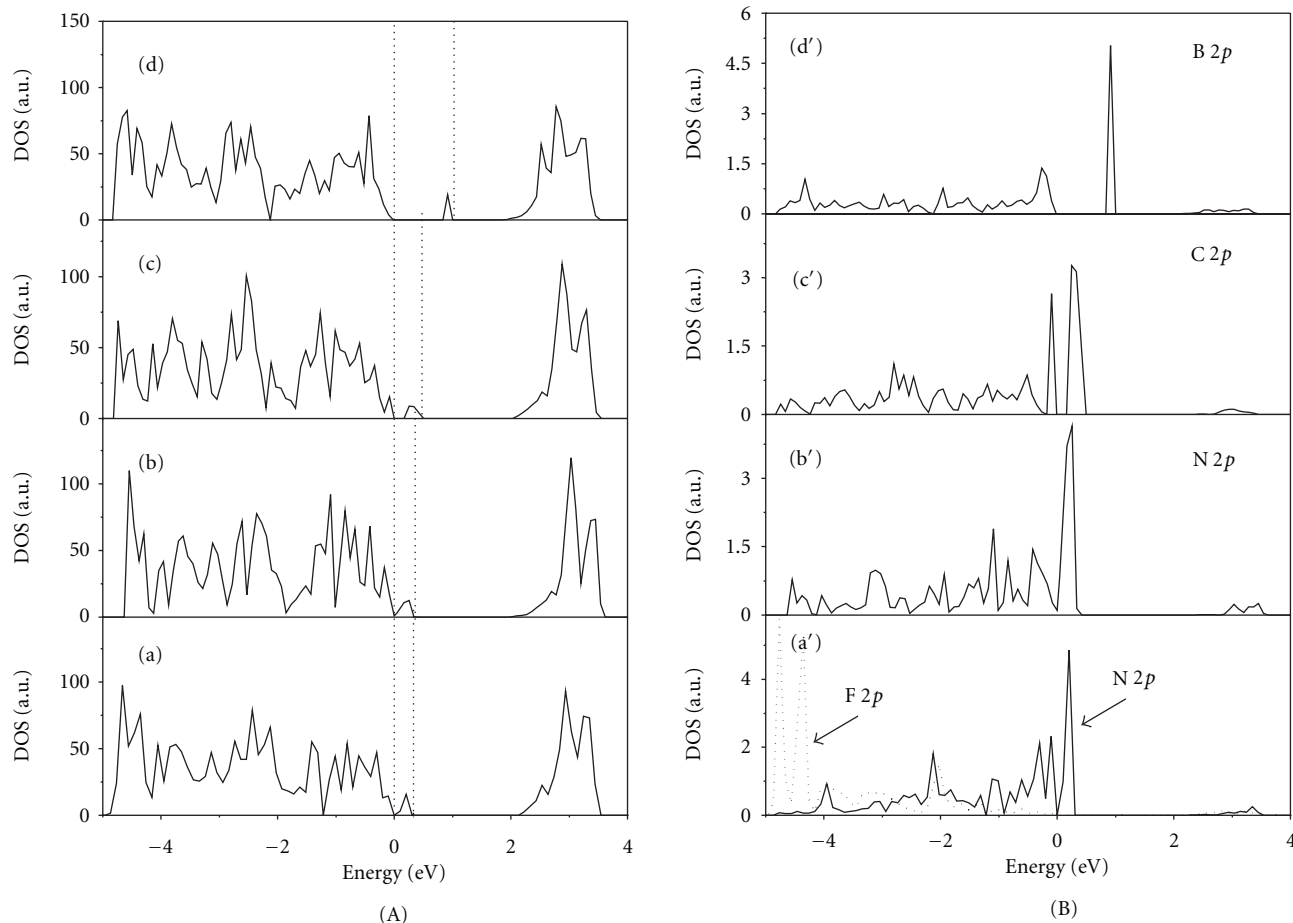 150
(d)
100
DOS (a.u.)
50
0
(c)
100
DOS (a.u.)
50
0
(b)
100
DOS (a.u.)
50
0
(a)
100
DOS (a.u.)
50
0
−4 −2 0 2 4
Energy (eV)
(A)
6
(d′) B 2p
4.5
DOS (a.u.)
3
1.5
0
C 2p
(c′)
3
DOS (a.u.)
1.5
0
(b′) N 2p
3
DOS (a.u.)
1.5
0
(a′)
4
F 2p N 2p
DOS (a.u.)
2
0
−4 −2 0 2 4
Energy (eV)
(B)